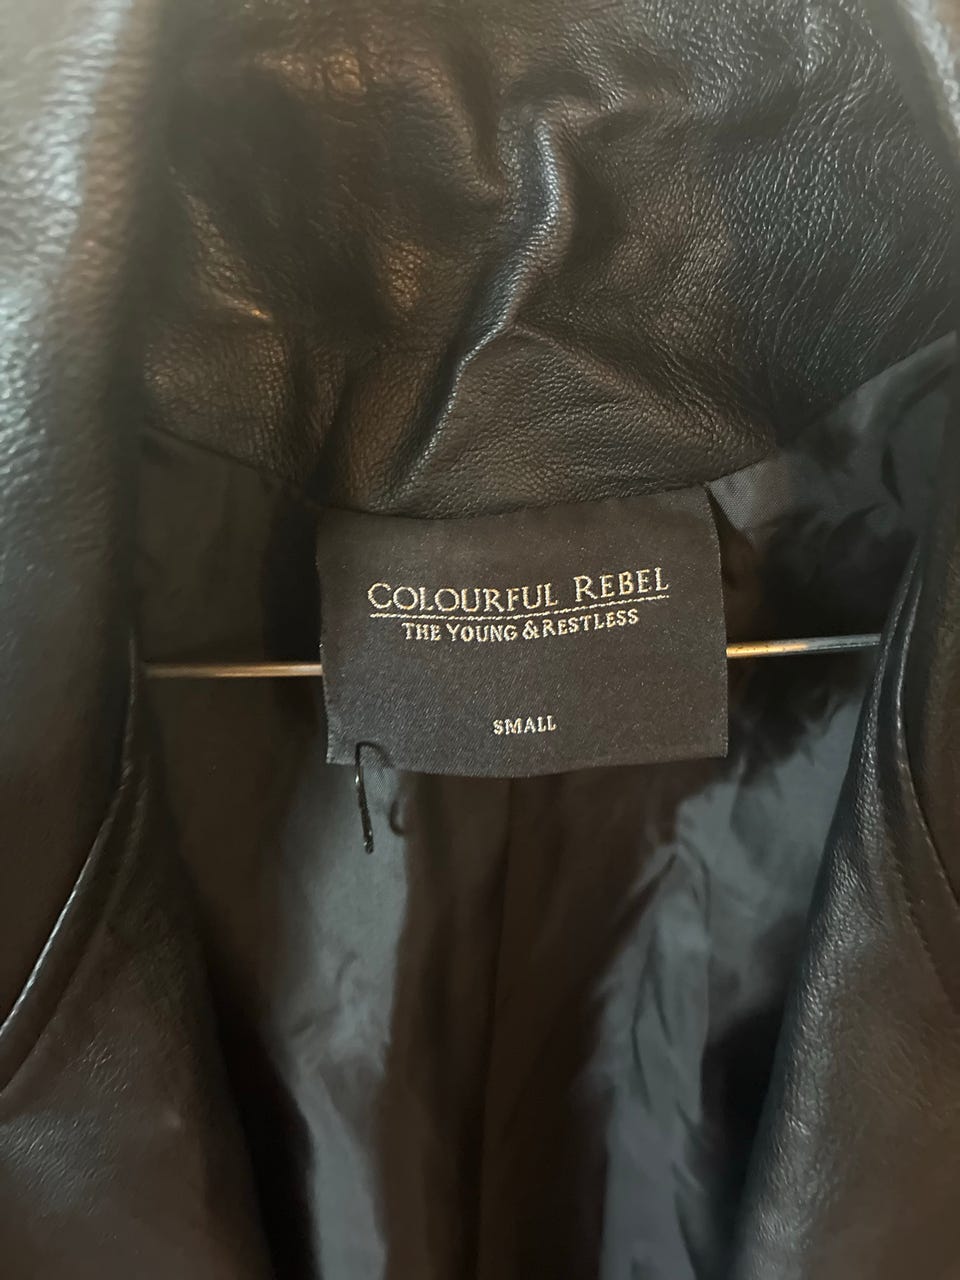 COLOURFUL REBEL
THE YOUNG & RESTLESS
SMALL